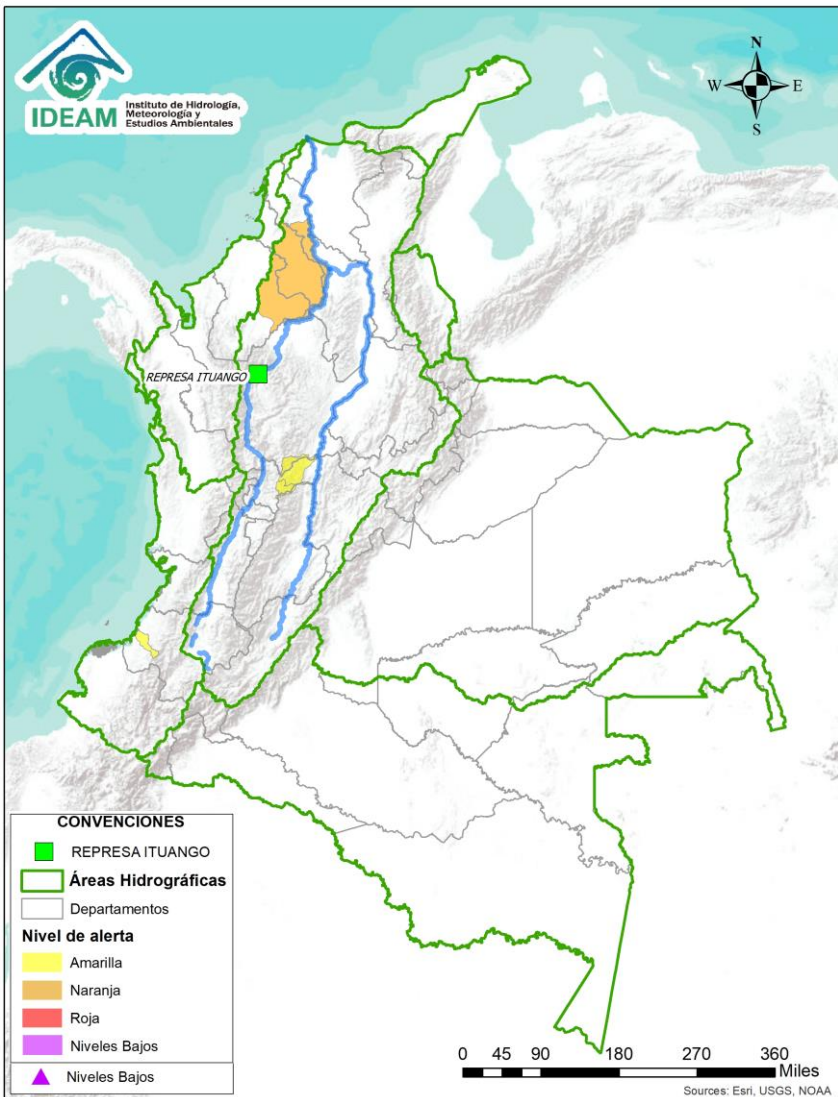 IDEAM
Instituto de Hidrología,
Meteorología y
Estudios Ambientales
N
W
E
S
REPRESA ITUANGO
CONVENCIONES
REPRESA ITUANGO
Áreas Hidrográficas
Departamentos
Nivel de alerta
Amarilla
Naranja
Roja
Niveles Bajos
Niveles Bajos
0 45 90 180 270 360
Miles
Sources: Esri, USGS, NOAA